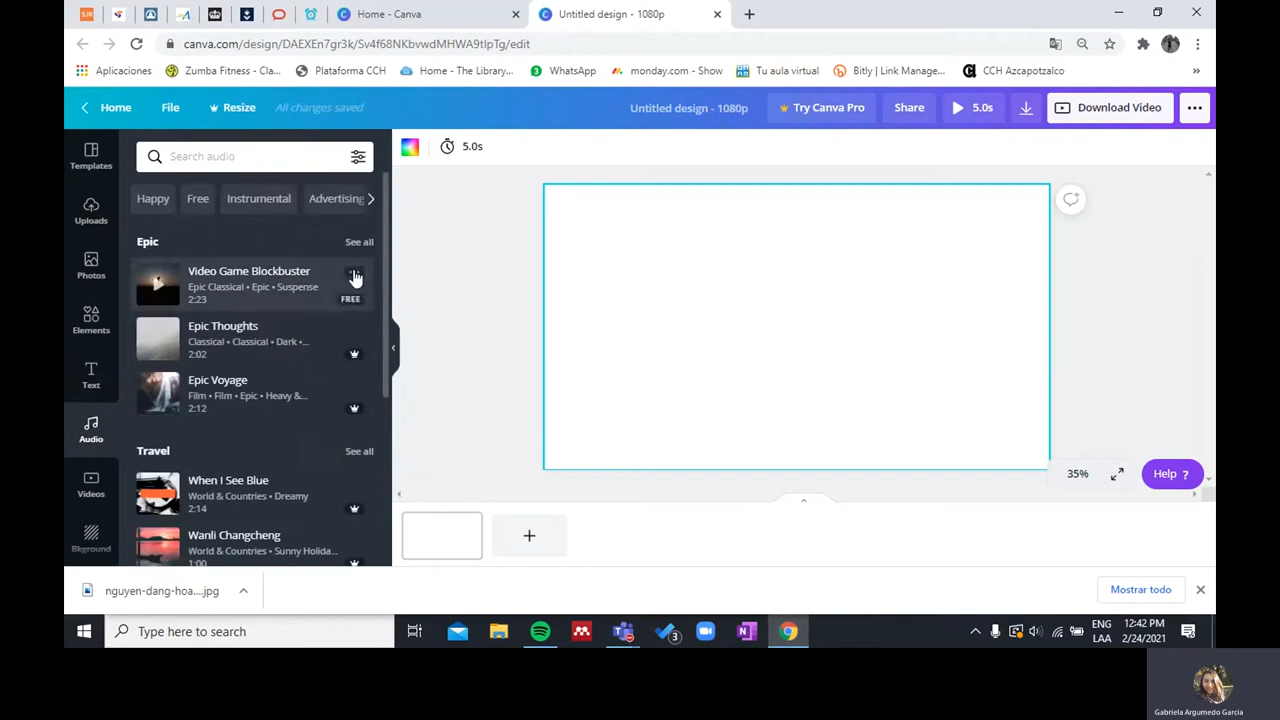 SJR
Home - Canva
Untitled design - 1080p
canva.com/design/DAEXEn7gr3k/Sv4f68NKbvwdMHWA9tlpTg/edit
Aplicaciones
Zumba Fitness - Cla...
Plataforma CCH
Home - The Library...
3
WhatsApp
monday.com - Show
Tu aula virtual
Bitly | Link Manage...
CCH Azcapotzalco
Home
File
Resize
All changes saved
Untitled design - 1080p
Try Canva Pro
Share
5.0s
Download Video
Templates
Uploads
Photos
Elements
Text
Audio
Videos
Bkground
Search audio
Happy
Free
Instrumental
Advertising
Epic
See all
Video Game Blockbuster
Epic Classical • Epic • Suspense
2:23
FREE
Epic Thoughts
Classical • Classical • Dark •...
2:02
Epic Voyage
Film • Film • Epic • Heavy &...
2:12
Travel
See all
When I See Blue
World & Countries • Dreamy
2:14
Wanli Changcheng
World & Countries • Sunny Holida...
1:00
5.0s
35%
Help ?
nguyen-dang-hoa....jpg
Mostrar todo
Type here to search
3
ENG
LAA
12:42 PM
2/24/2021
Gabriela Argumedo Garcia